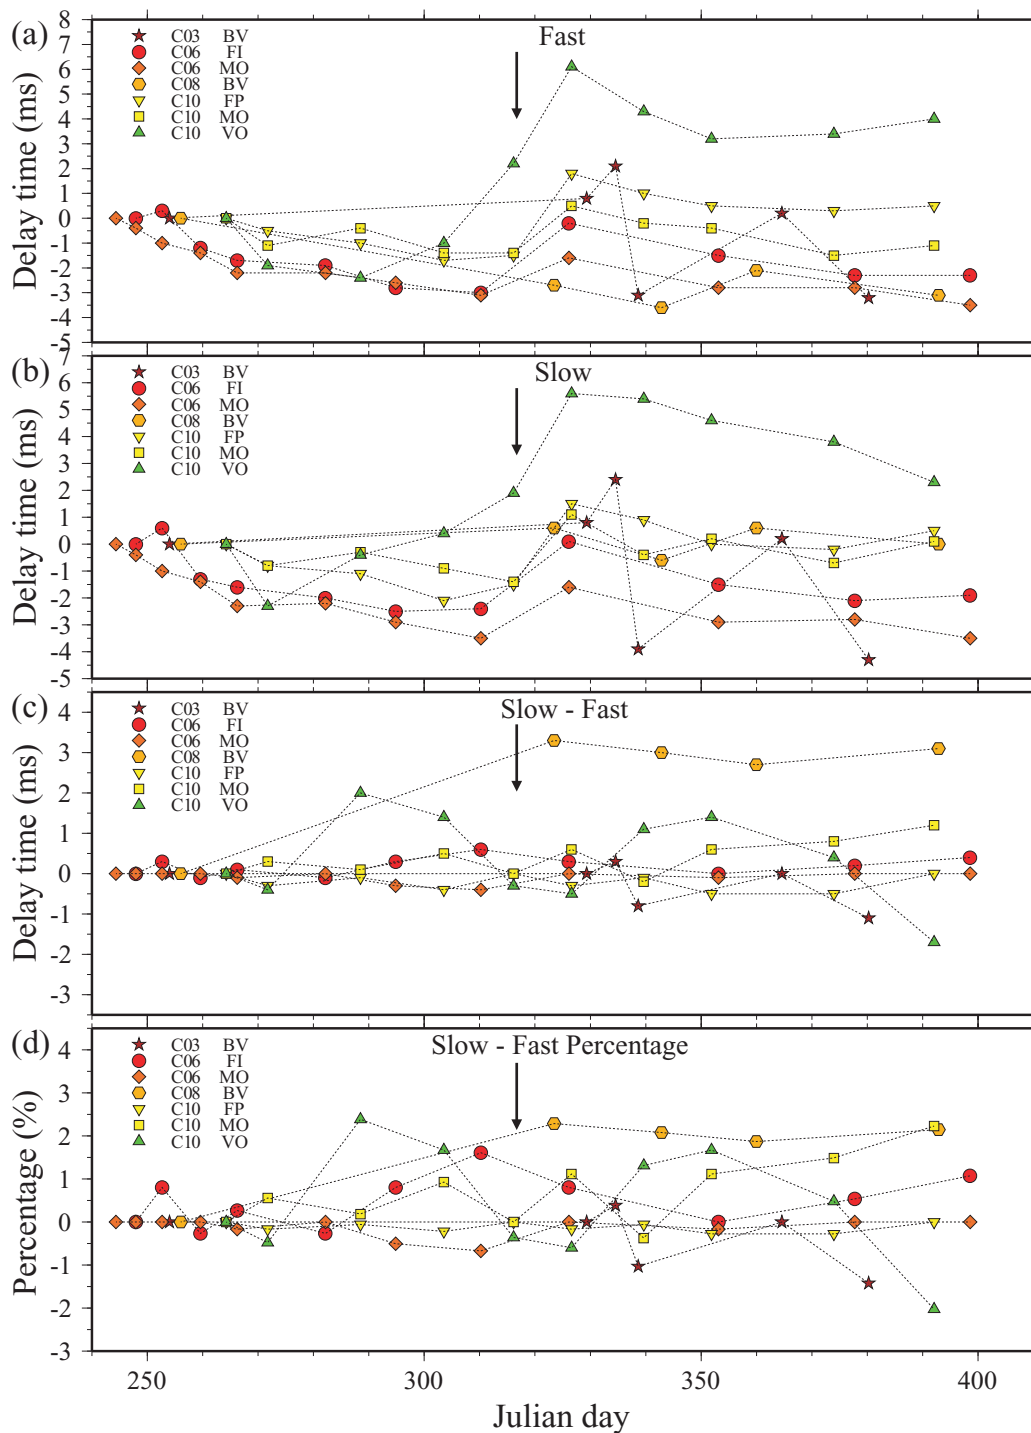 (a)
Fast
C03 BV
C06 FI
C06 MO
C08 BV
C10 FP
C10 MO
C10 VO
Delay time (ms)
8
7
6
5
4
3
2
1
0
-1
-2
-3
-4
-5
(b)
Slow
C03 BV
C06 FI
C06 MO
C08 BV
C10 FP
C10 MO
C10 VO
Delay time (ms)
7
6
5
4
3
2
1
0
-1
-2
-3
-4
-5
(c)
Slow - Fast
C03 BV
C06 FI
C06 MO
C08 BV
C10 FP
C10 MO
C10 VO
Delay time (ms)
4
3
2
1
0
-1
-2
-3
(d)
Slow - Fast Percentage
C03 BV
C06 FI
C06 MO
C08 BV
C10 FP
C10 MO
C10 VO
Percentage (%)
4
3
2
1
0
-1
-2
-3
250 300 350 400
Julian day